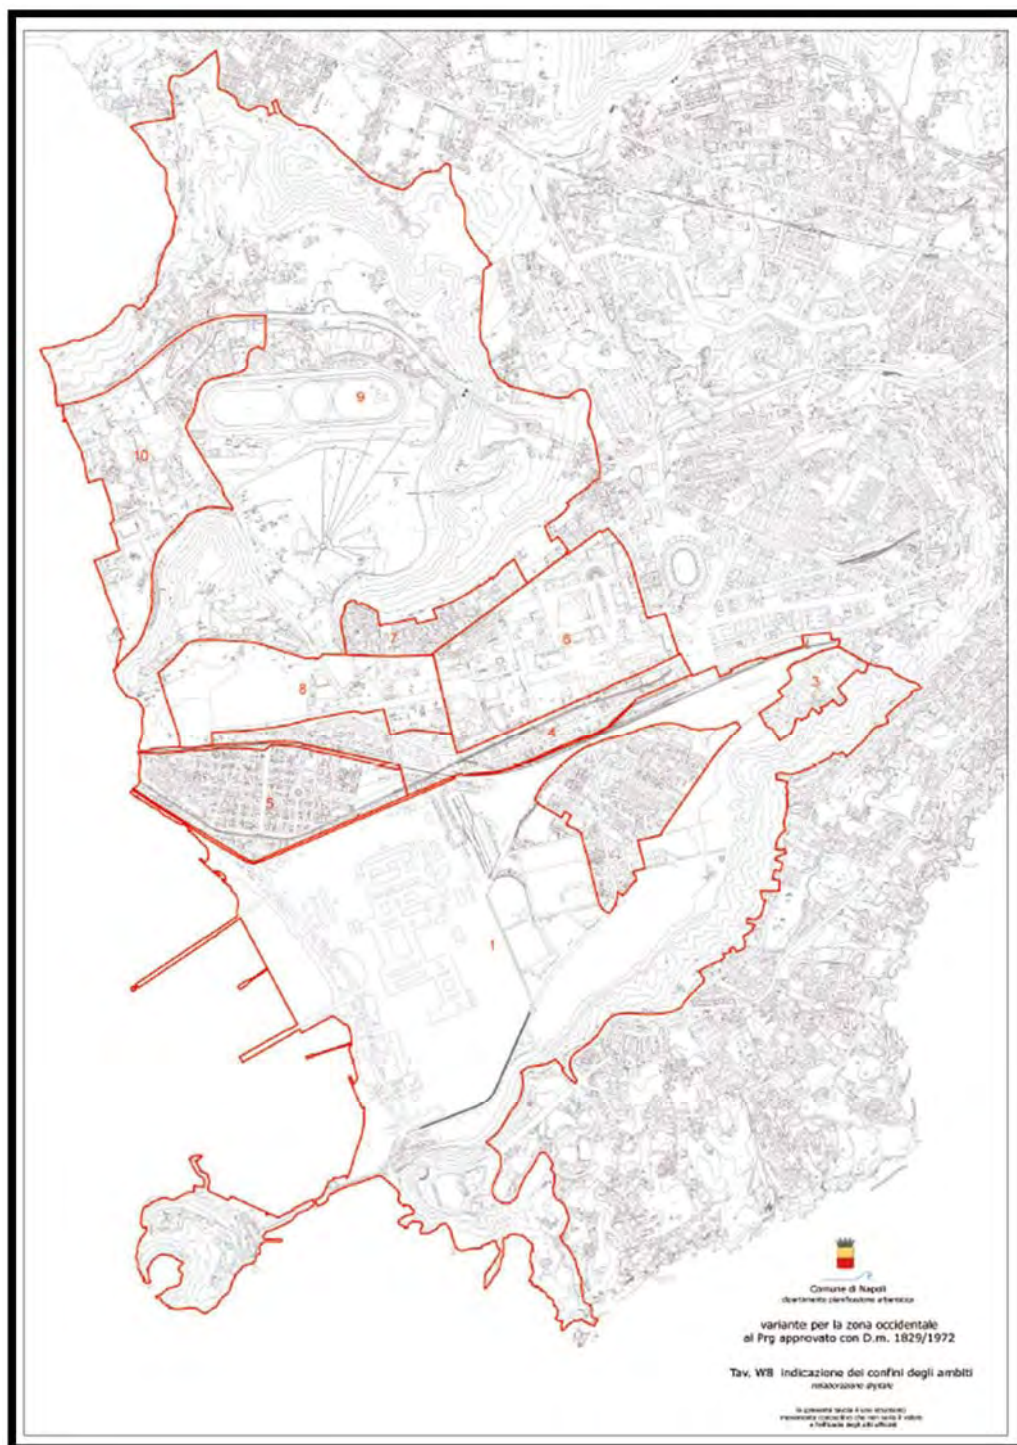 9
10
7
6
8
3
4
5
1
Comune di Napoli
dipartimento pianificazione urbanistica
variante per la zona occidentale
al Prg approvato con D.m. 1829/1972
Tav. W8 indicazione dei confini degli ambiti
rielaborazione digitale